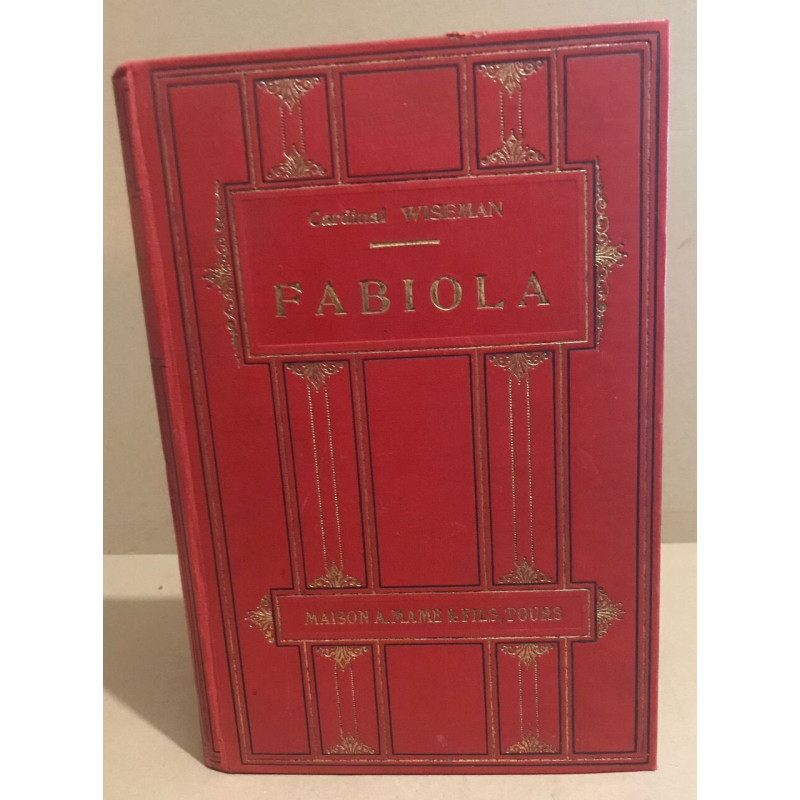 Cardinal WISEMAN
FABIOLA
MAISON A. MAME & FILS, TOURS